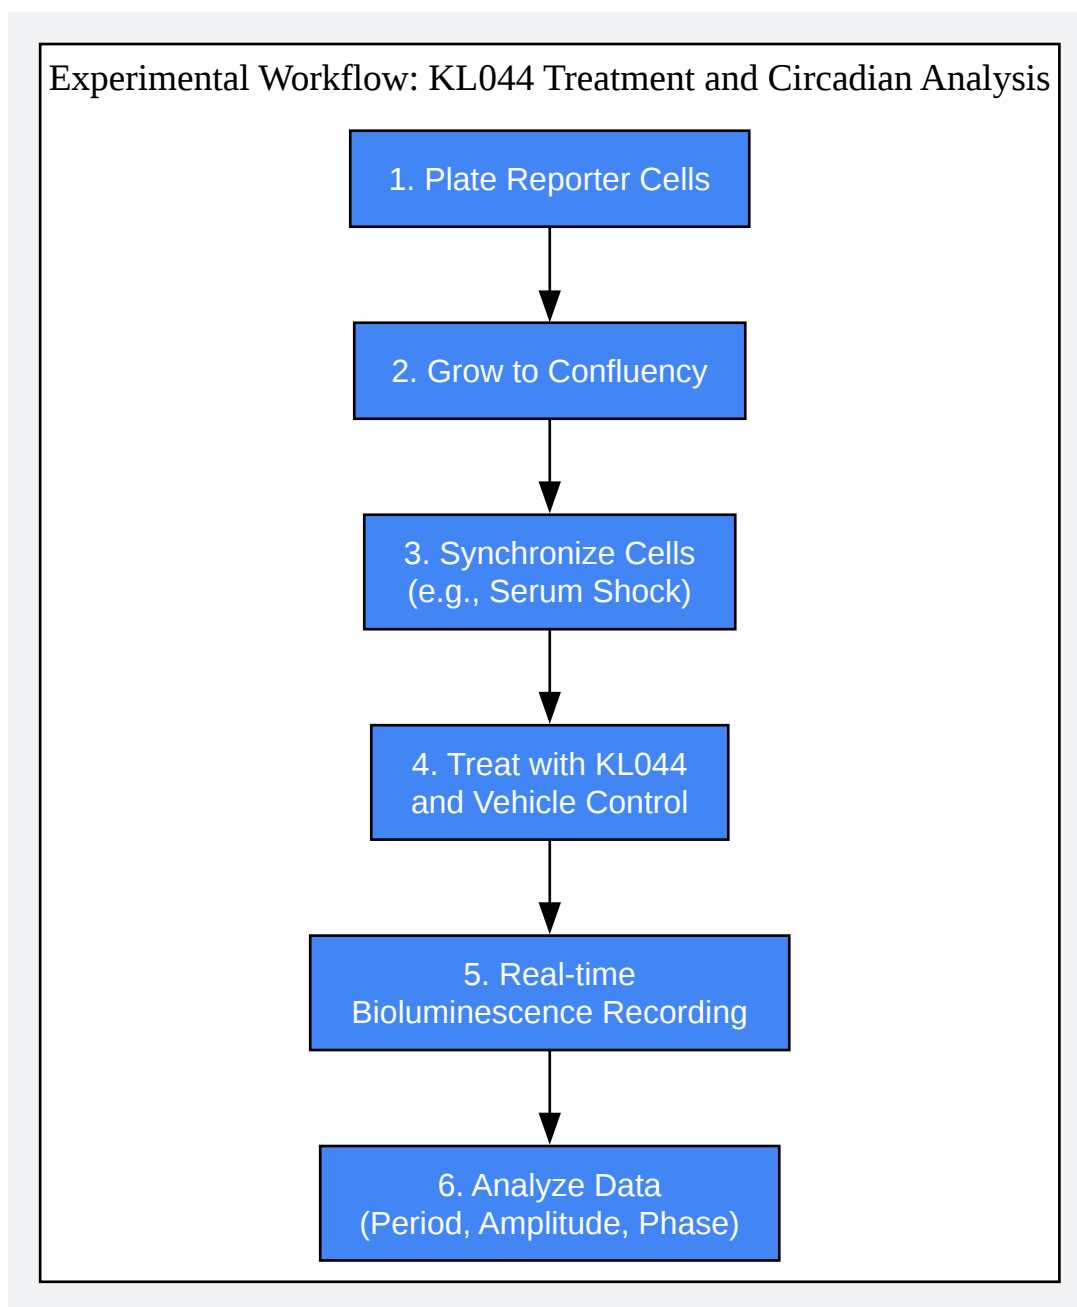 Experimental Workflow: KL044 Treatment and Circadian Analysis
1. Plate Reporter Cells
2. Grow to Confluency
3. Synchronize Cells
(e.g., Serum Shock)
4. Treat with KL044
and Vehicle Control
5. Real-time
Bioluminescence Recording
6. Analyze Data
(Period, Amplitude, Phase)